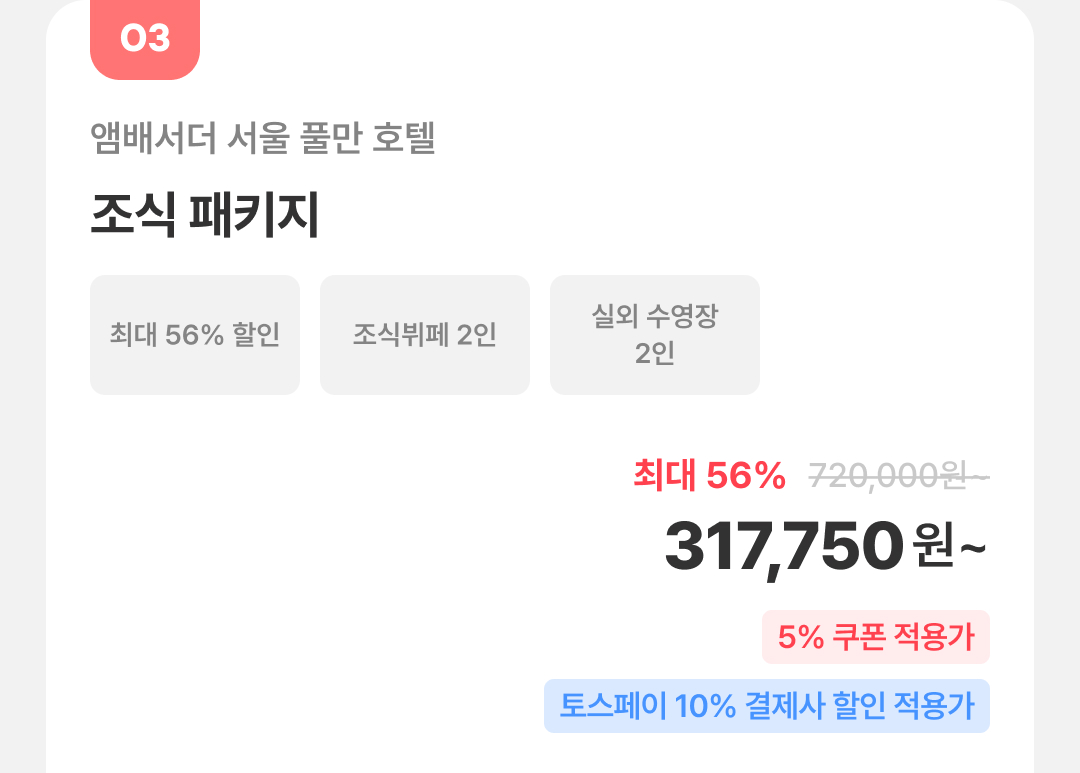 03
앰배서더 서울 풀만 호텔
조식 패키지
최대 56% 할인
조식뷔페 2인
실외 수영장
2인
최대 56% 720,000원~
317,750원~
5% 쿠폰 적용가
토스페이 10% 결제사 할인 적용가